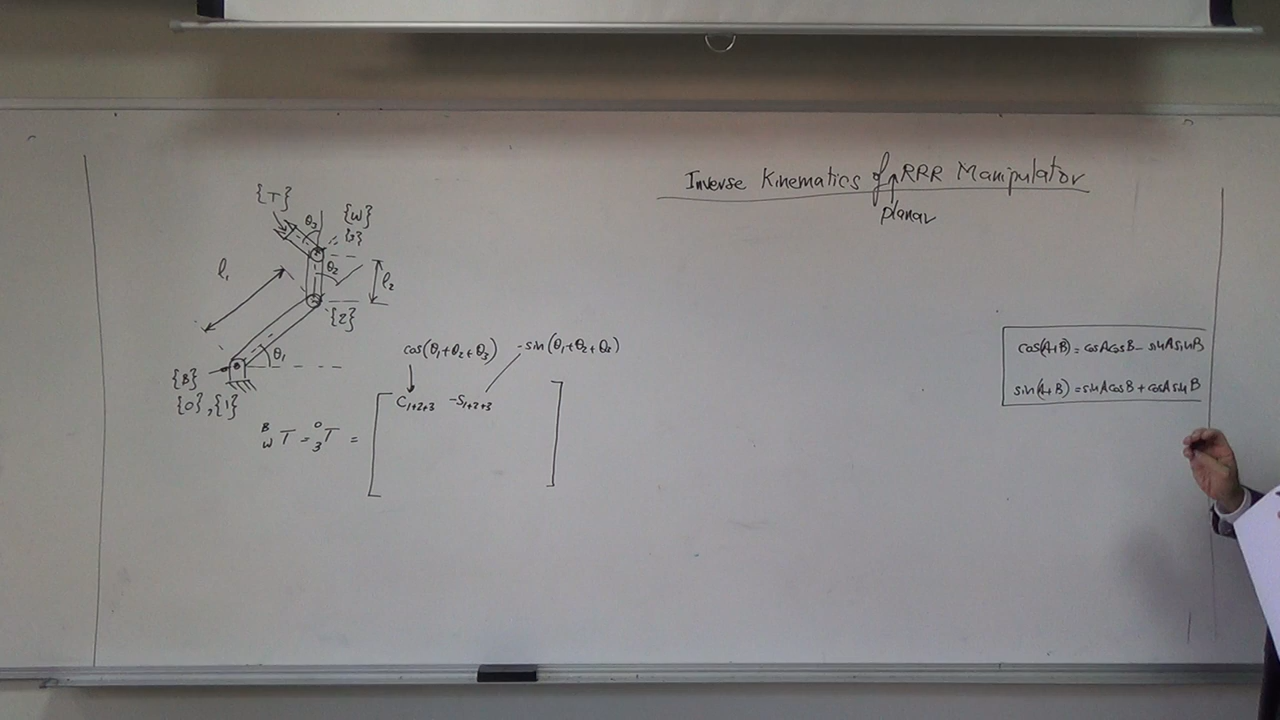 Inverse Kinematics of RRR Manipulator
planar
{T}
θ3
{W}
{3}
θ2
l1
l2
{2}
θ1
{B}
{0},{1}
cos(θ1+θ2+θ3) -sin(θ1+θ2+θ3)
C1+2+3 -S1+2+3
B W T = 0 3 T =
cos(A+B)=cosAcosB-sinAsinB
sin(A+B)=sinAcosB+cosAsinB